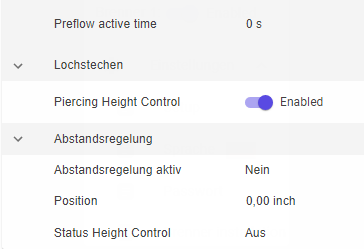 Preflow active time 0 s
Lochstechen
Piercing Height Control Enabled
Abstandsregelung
Abstandsregelung aktiv Nein
Position 0,00 inch
Status Height Control Aus